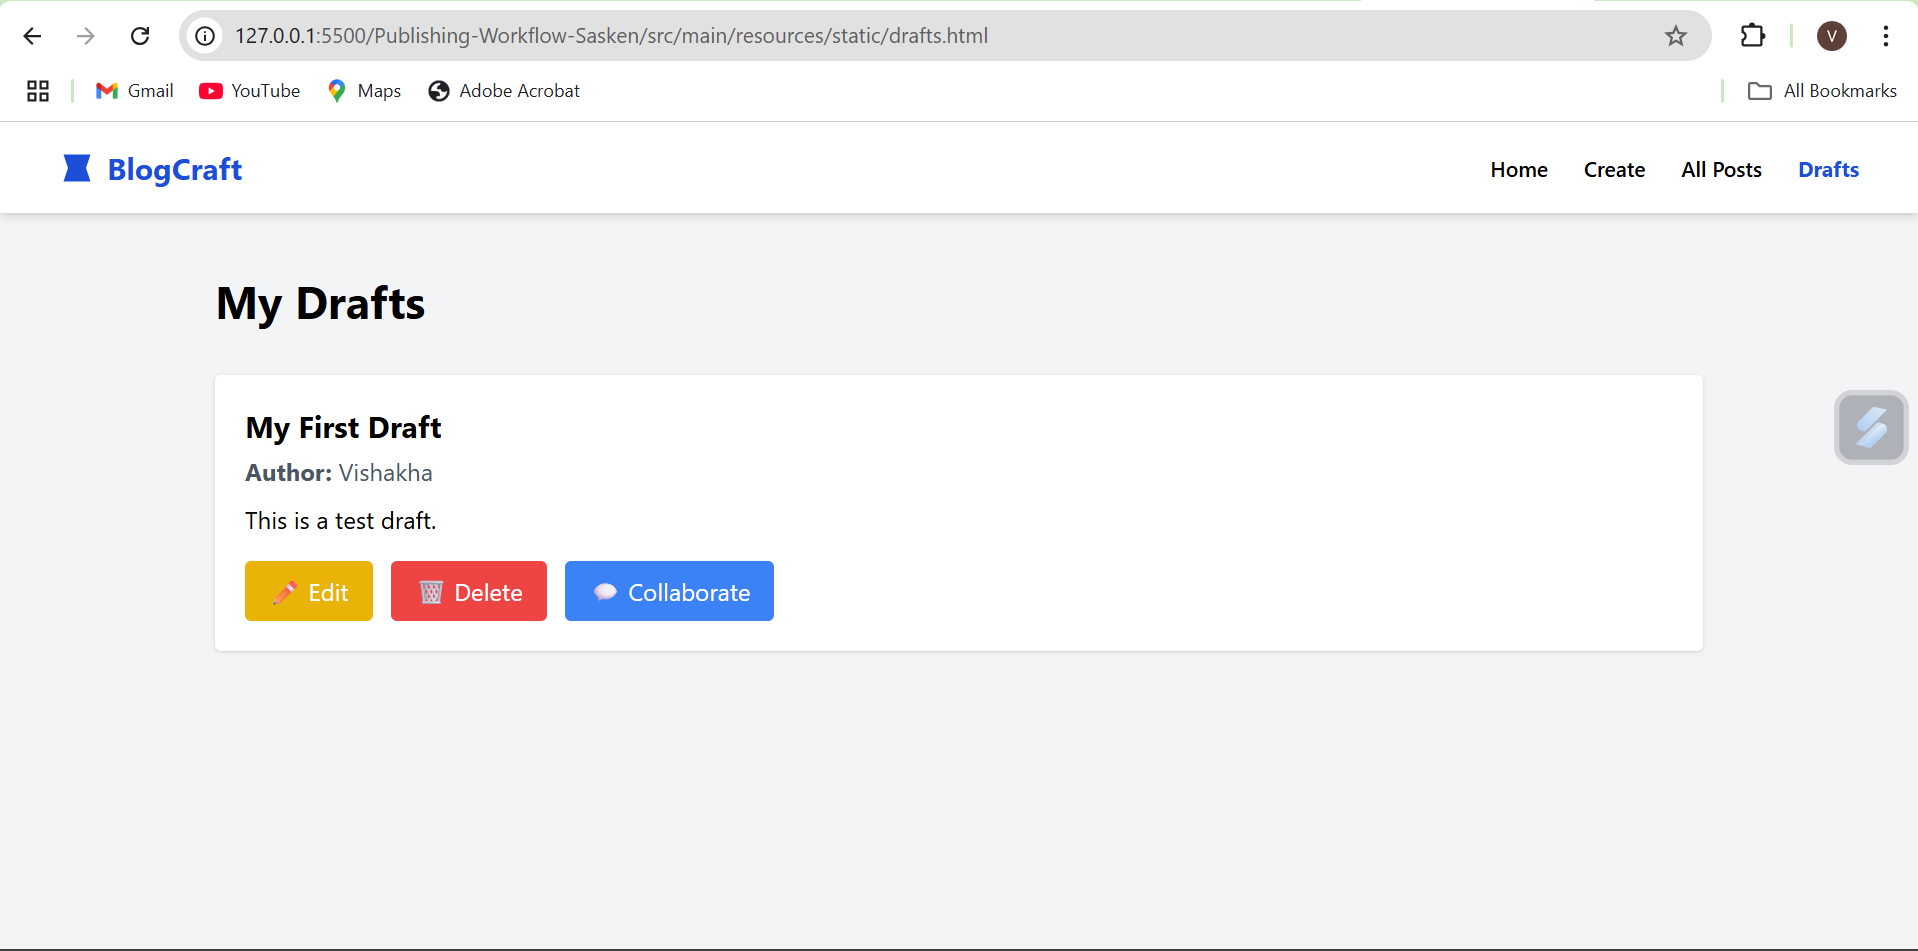 127.0.0.1:5500/Publishing-Workflow-Sasken/src/main/resources/static/drafts.html
V
Gmail YouTube Maps Adobe Acrobat All Bookmarks
BlogCraft Home Create All Posts Drafts
My Drafts
My First Draft
Author: Vishakha
This is a test draft.
Edit Delete Collaborate